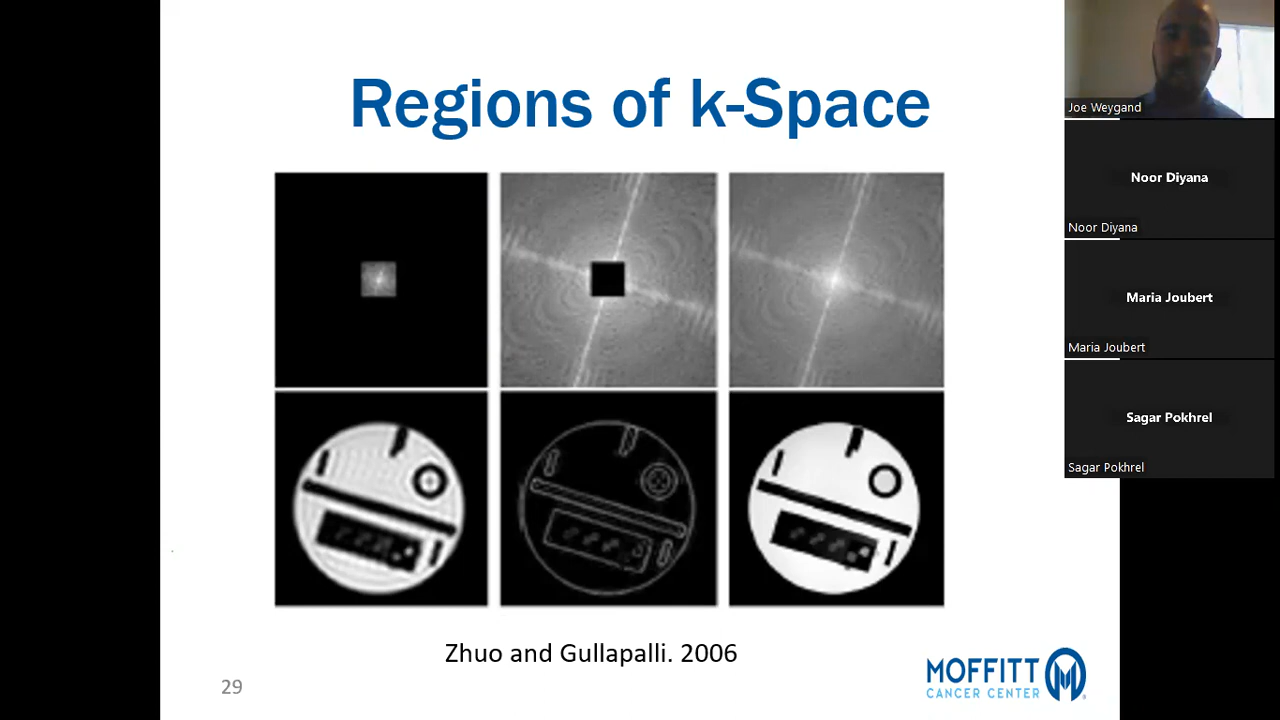 Regions of k-Space
Zhuo and Gullapalli. 2006
29
MOFFITT
CANCER CENTER
Joe Weygand
Noor Diyana
Noor Diyana
Maria Joubert
Maria Joubert
Sagar Pokhrel
Sagar Pokhrel